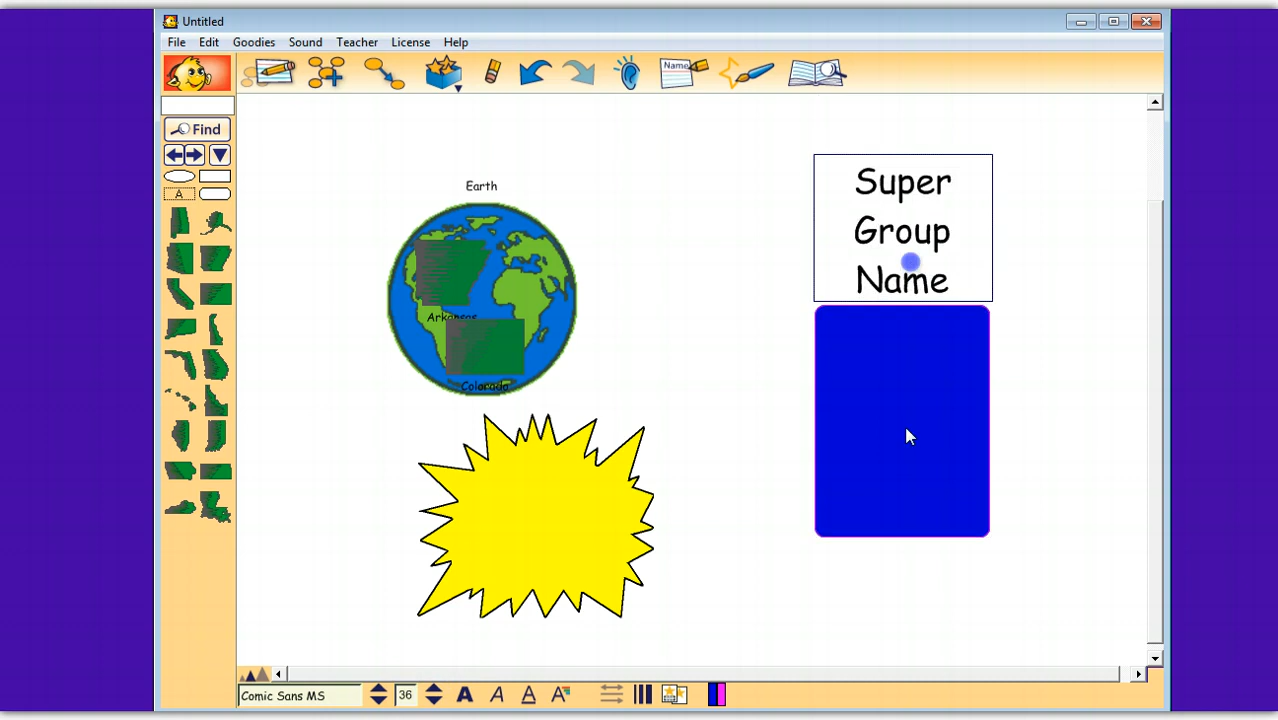 Untitled
File Edit Goodies Sound Teacher License Help
Name
Find
A
Earth
Arkansas
Colorado
Super
Group
Name
Comic Sans MS 36 A A A A